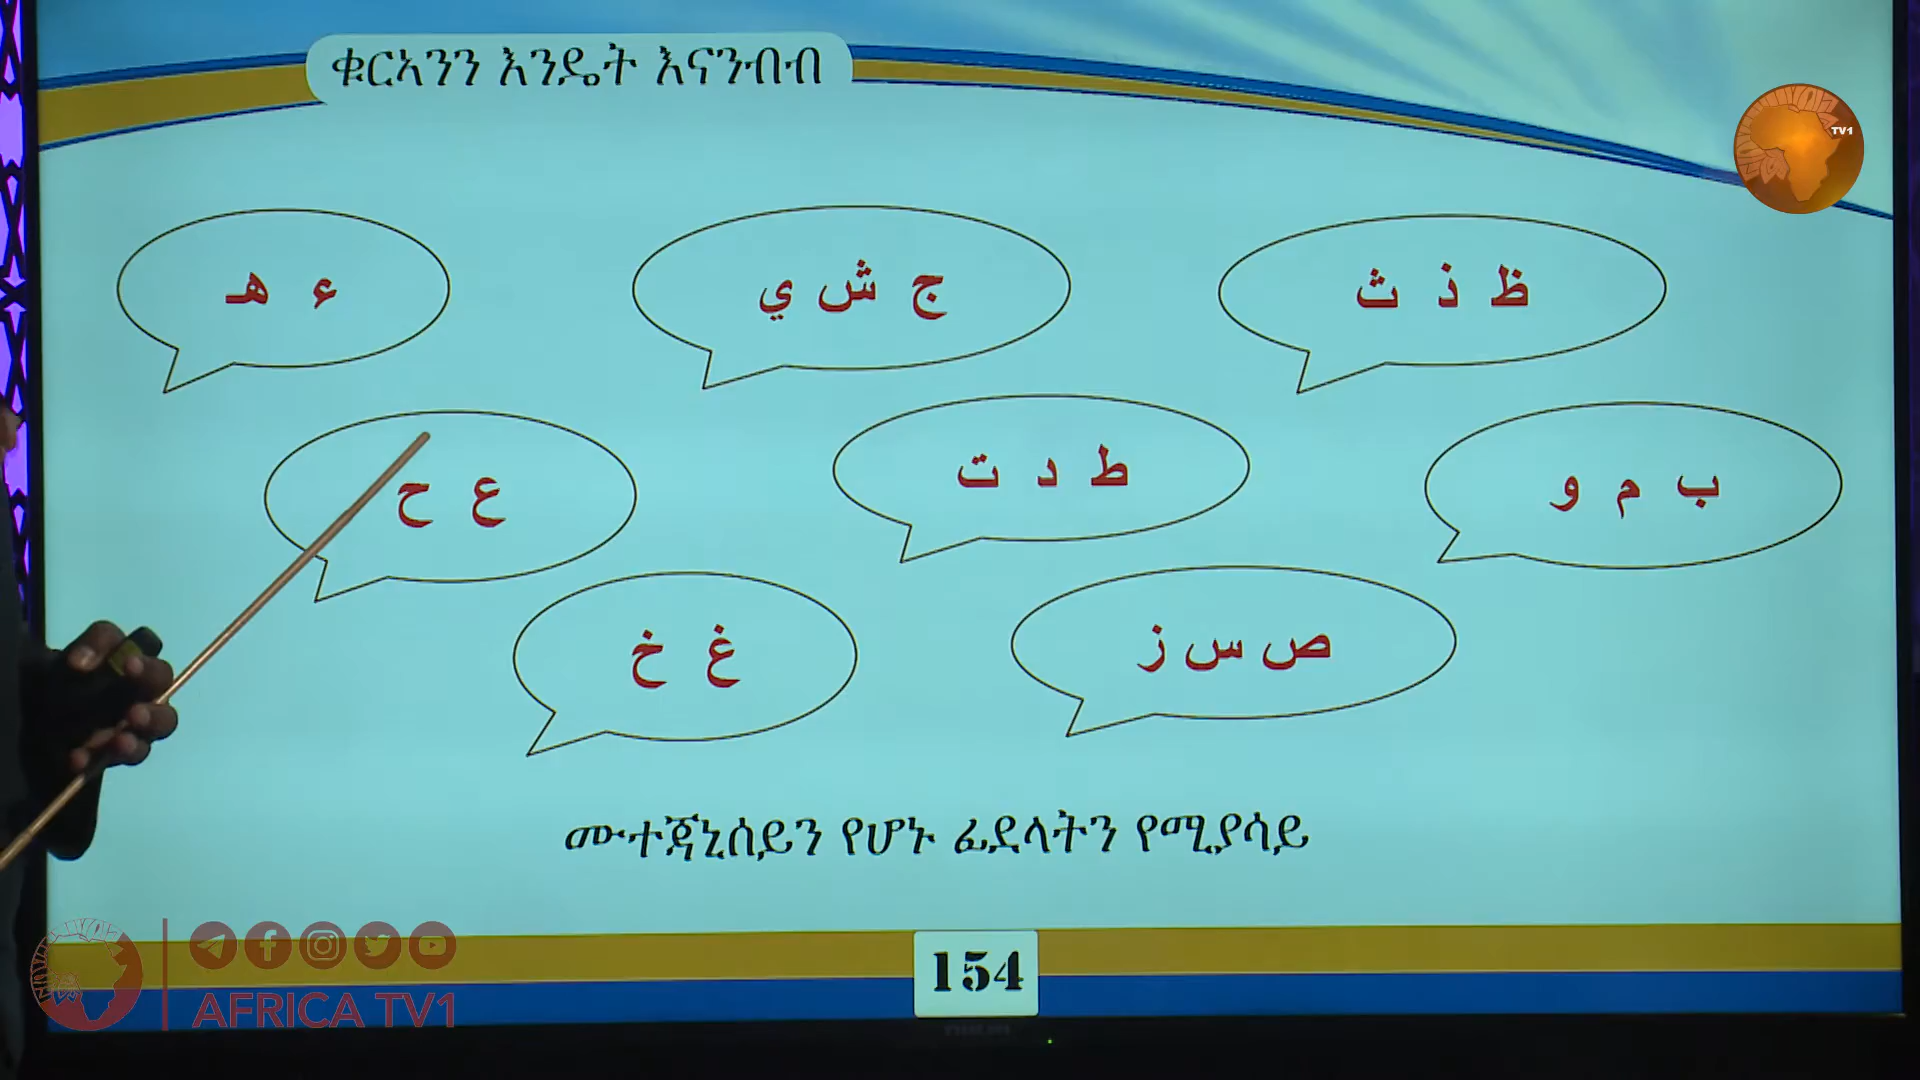 ቁርኣንን እንዴት እናንብብ
TV1
ء هـ
ج ش ي
ظ ذ ث
ع ح
ط د ت
ب م و
غ خ
ص س ز
ሙተጃኒሰይን የሆኑ ፊደላትን የሚያሳይ
154
AFRICA TV1